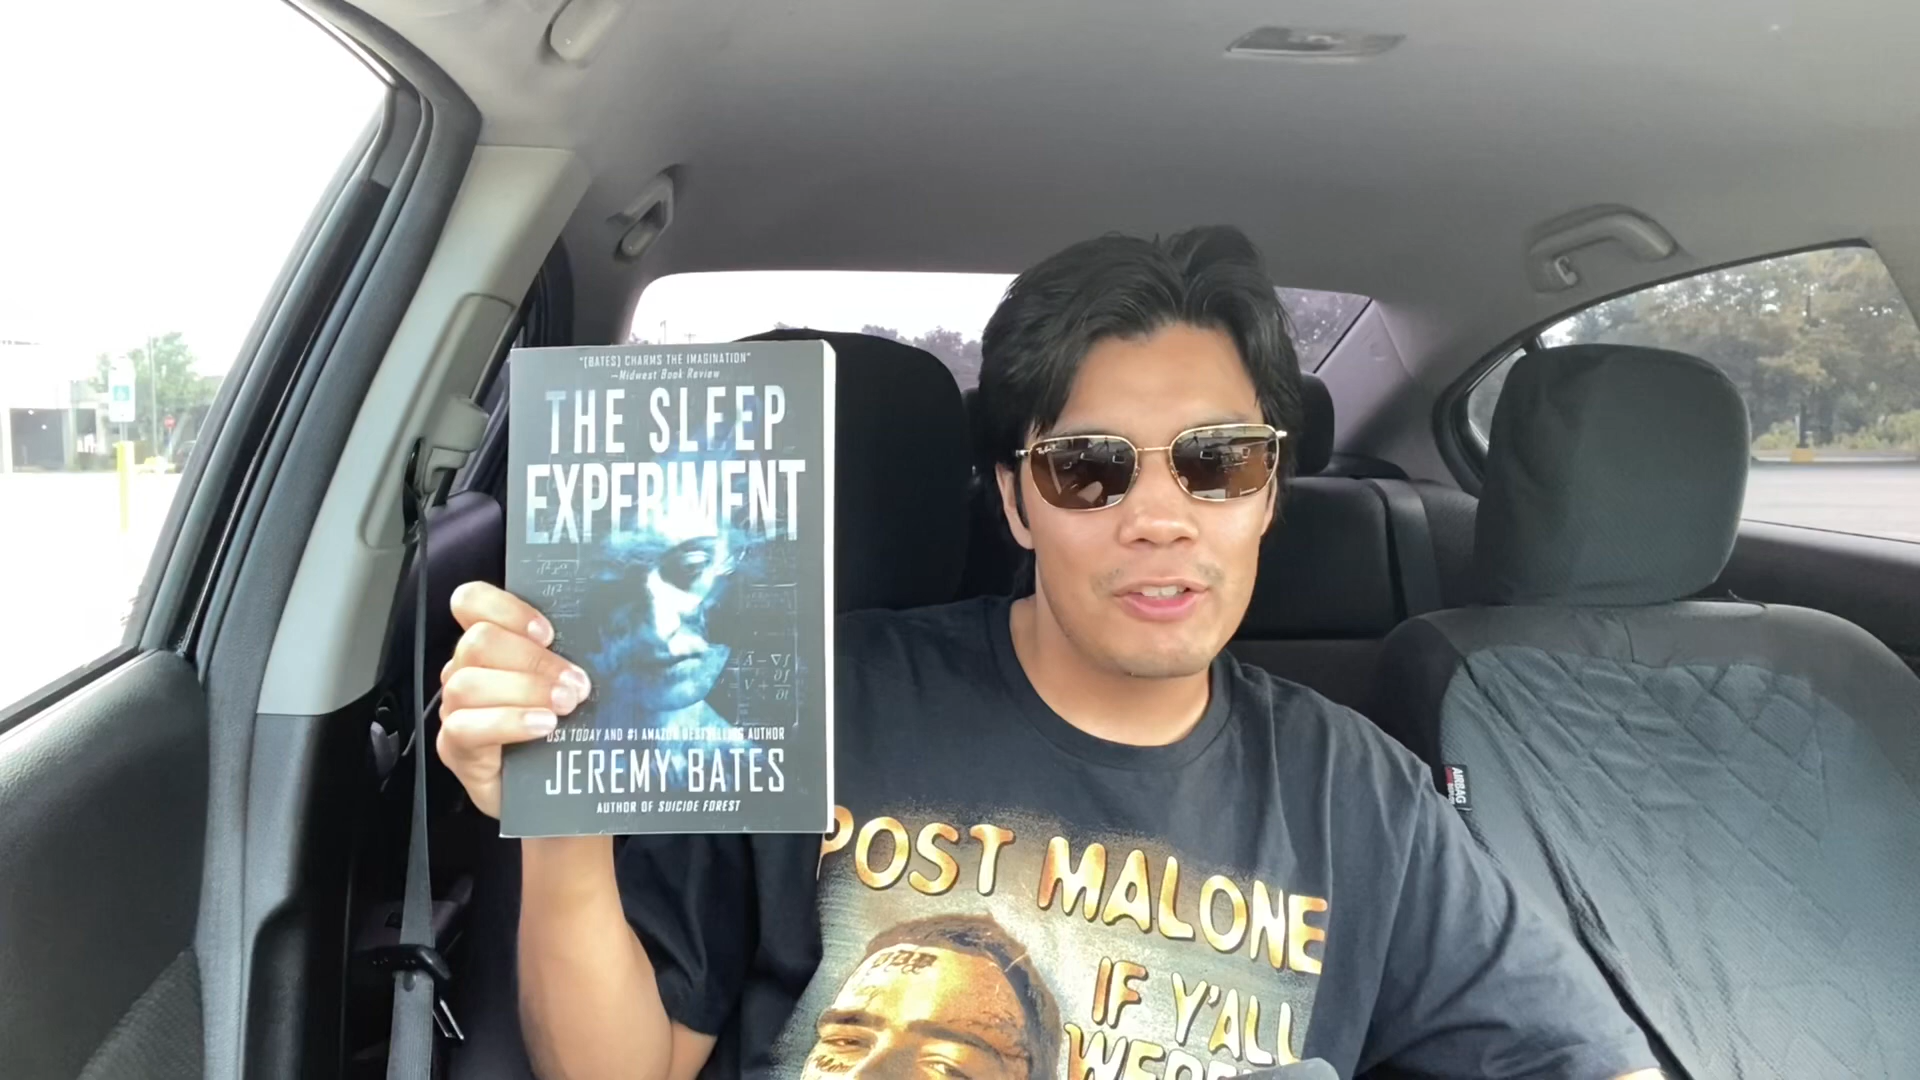 "(BATES) CHARMS THE IMAGINATION"
~Midwest Book Review
THE SLEEP
EXPERIMENT
USA TODAY AND #1 AMAZON BESTSELLING AUTHOR
JEREMY BATES
AUTHOR OF SUICIDE FOREST
POST MALONE
IF Y'ALL
AIRBAG